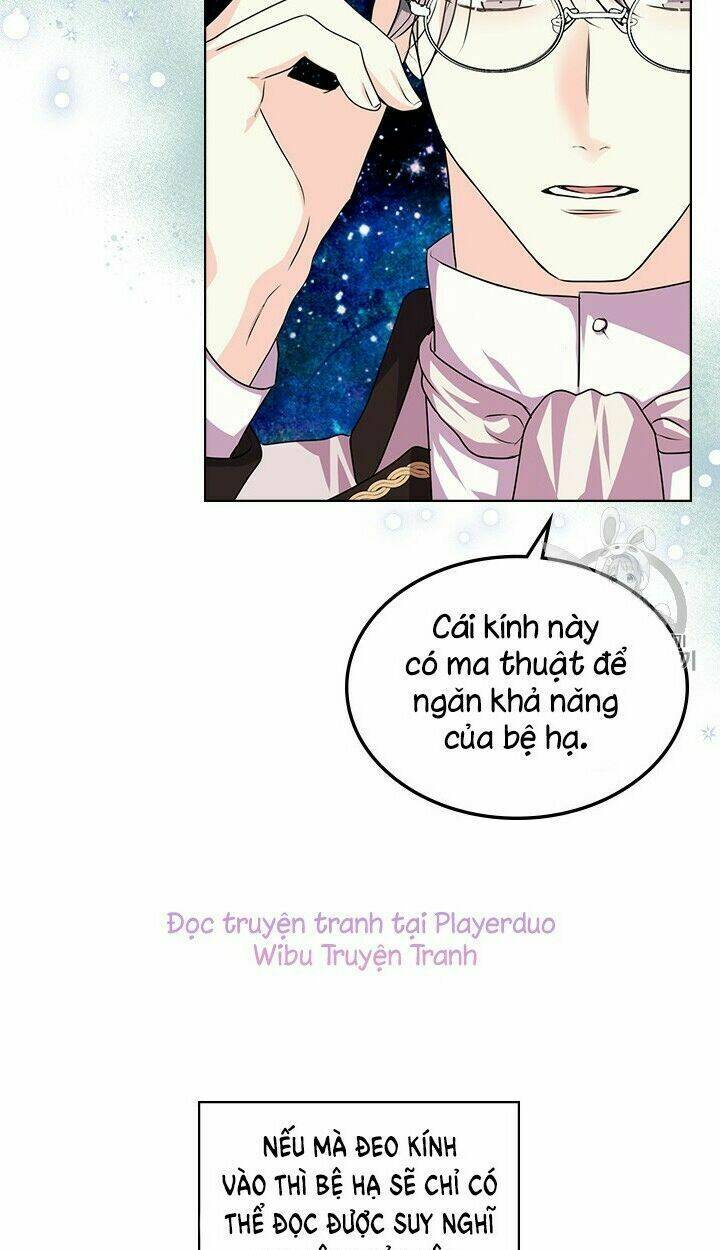 Cái kính này
có ma thuật để
ngăn khả năng
của bệ hạ.
Đọc truyện tranh tại Playerduo
Wibu Truyện Tranh
NẾU MÀ ĐEO KÍNH
VÀO THÌ BỆ HẠ SẼ CHỈ CÓ
THỂ ĐỌC ĐƯỢC SUY NGHĨ